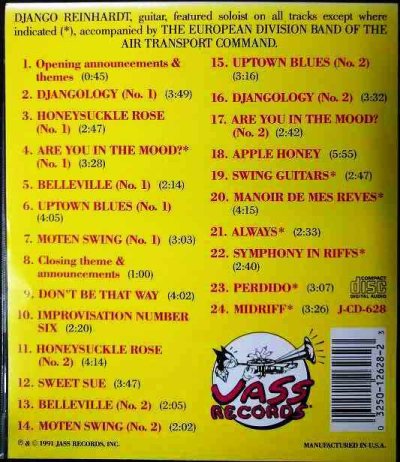 DJANGO REINHARDT, guitar, featured soloist on all tracks except where
indicated (*), accompanied by THE EUROPEAN DIVISION BAND OF THE
AIR TRANSPORT COMMAND.
1. Opening announcements &
themes (0:45)
2. DJANGOLOGY (No. 1) (3:49)
3. HONEYSUCKLE ROSE
(No. 1) (2:47)
4. ARE YOU IN THE MOOD?*
(No. 1) (3:28)
5. BELLEVILLE (No. 1) (2:14)
6. UPTOWN BLUES (No. 1)
(4:05)
7. MOTEN SWING (No. 1) (3:03)
8. Closing theme &
announcements (1:00)
9. DON'T BE THAT WAY (4:02)
10. IMPROVISATION NUMBER
SIX (2:20)
11. HONEYSUCKLE ROSE
(No. 2) (4:14)
12. SWEET SUE (3:47)
13. BELLEVILLE (No. 2) (2:05)
14. MOTEN SWING (No. 2) (2:02)
15. UPTOWN BLUES (No. 2)
(3:16)
16. DJANGOLOGY (No. 2) (3:32)
17. ARE YOU IN THE MOOD?
(No. 2) (2:42)
18. APPLE HONEY (5:55)
19. SWING GUITARS* (2:47)
20. MANOIR DE MES REVES*
(4:15)
21. ALWAYS* (2:33)
22. SYMPHONY IN RIFFS*
(2:40)
23. PERDIDO* (3:07)
24. MIDRIFF* (3:26) J-CD-628
COMPACT
disc
DIGITAL AUDIO
JASS
RECORDS
0 3250-12628-2 3
℗ & © 1991 JASS RECORDS, INC.
MANUFACTURED IN U.S.A.